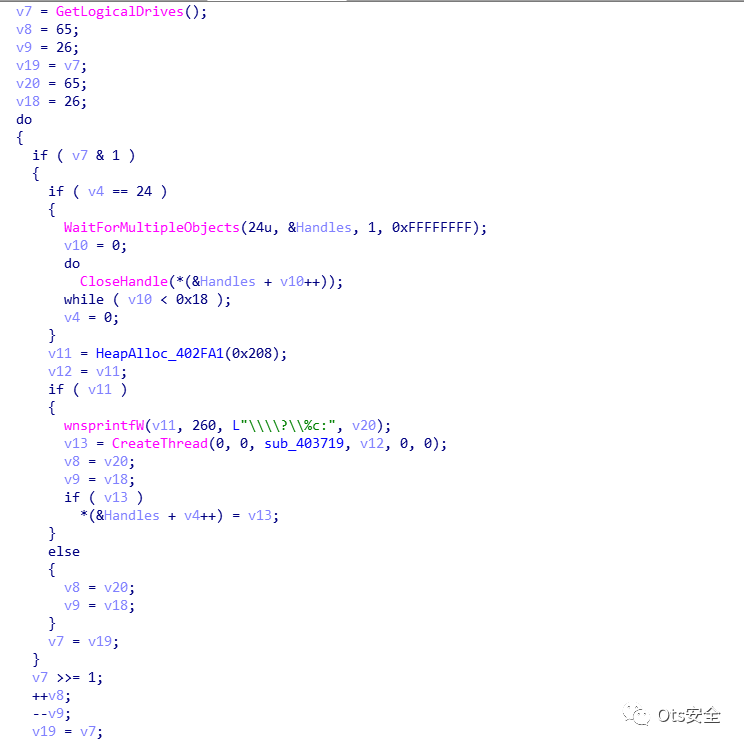 v7 = GetLogicalDrives();
v8 = 65;
v9 = 26;
v19 = v7;
v20 = 65;
v18 = 26;
do
{
  if ( v7 & 1 )
  {
    if ( v4 == 24 )
    {
      WaitForMultipleObjects(24u, &Handles, 1, 0xFFFFFFFF);
      v10 = 0;
      do
        CloseHandle(*(&Handles + v10++));
      while ( v10 < 0x18 );
      v4 = 0;
    }
    v11 = HeapAlloc_402FA1(0x208);
    v12 = v11;
    if ( v11 )
    {
      wnsprintfW(v11, 260, L"\\\\?\\%c:", v20);
      v13 = CreateThread(0, 0, sub_403719, v12, 0, 0);
      v8 = v20;
      v9 = v18;
      if ( v13 )
        *(&Handles + v4++) = v13;
    }
    else
    {
      v8 = v20;
      v9 = v18;
    }
    v7 = v19;
  }
  v7 >>= 1;
  ++v8;
  --v9;
  v19 = v7;
Ots安全